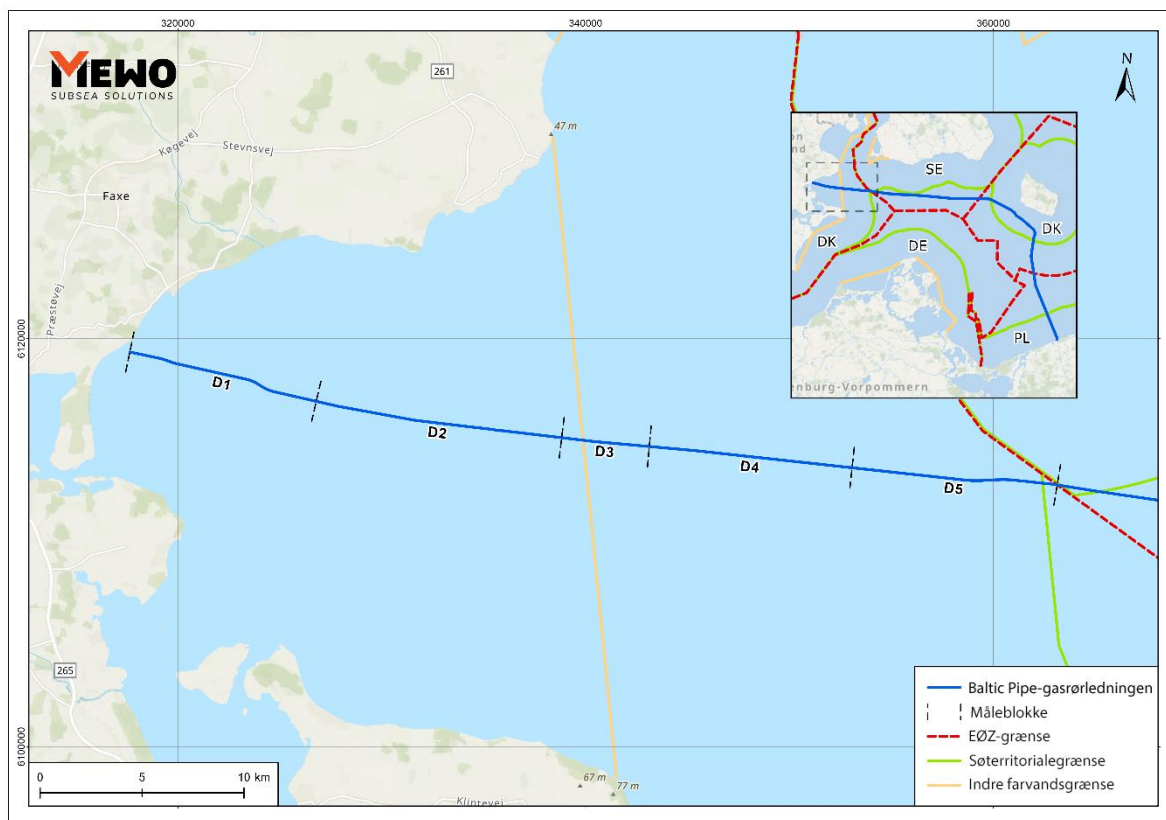 320000
340000
360000
MEWO
SUBSEA SOLUTIONS
N
261
47 m
Køgevej
Stevnsvej
Faxe
Præstøvej
SE
DK
DE
DK
PL
enburg-Vorpommern
6120000
D1
D2
D3
D4
D5
265
6100000
0 5 10 km
Klintevej
67 m
77 m
Baltic Pipe-gasrørledningen
Måleblokke
EØZ-grænse
Søterritorialegrænse
Indre farvandsgrænse